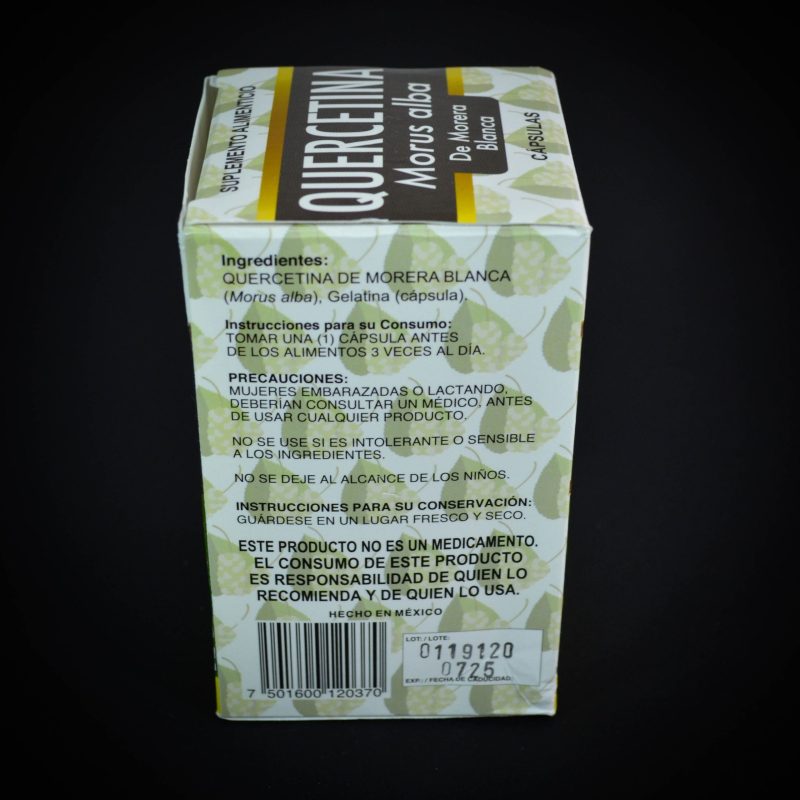 SUPLEMENTO ALIMENTICIO
QUERCETINA
Morus alba
De Morera
Blanca
CÁPSULAS
Ingredientes:
QUERCETINA DE MORERA BLANCA
(Morus alba), Gelatina (cápsula).
Instrucciones para su Consumo:
TOMAR UNA (1) CÁPSULA ANTES
DE LOS ALIMENTOS 3 VECES AL DÍA.
PRECAUCIONES:
MUJERES EMBARAZADAS O LACTANDO,
DEBERÍAN CONSULTAR UN MÉDICO, ANTES
DE USAR CUALQUIER PRODUCTO.
NO SE USE SI ES INTOLERANTE O SENSIBLE
A LOS INGREDIENTES.
NO SE DEJE AL ALCANCE DE LOS NIÑOS.
INSTRUCCIONES PARA SU CONSERVACIÓN:
GUÁRDESE EN UN LUGAR FRESCO Y SECO.
ESTE PRODUCTO NO ES UN MEDICAMENTO.
EL CONSUMO DE ESTE PRODUCTO
ES RESPONSABILIDAD DE QUIEN LO
RECOMIENDA Y DE QUIEN LO USA.
HECHO EN MÉXICO
LOT: / LOTE:
0119120
0725
EXP.: / FECHA DE CADUCIDAD:
7 501600 120370